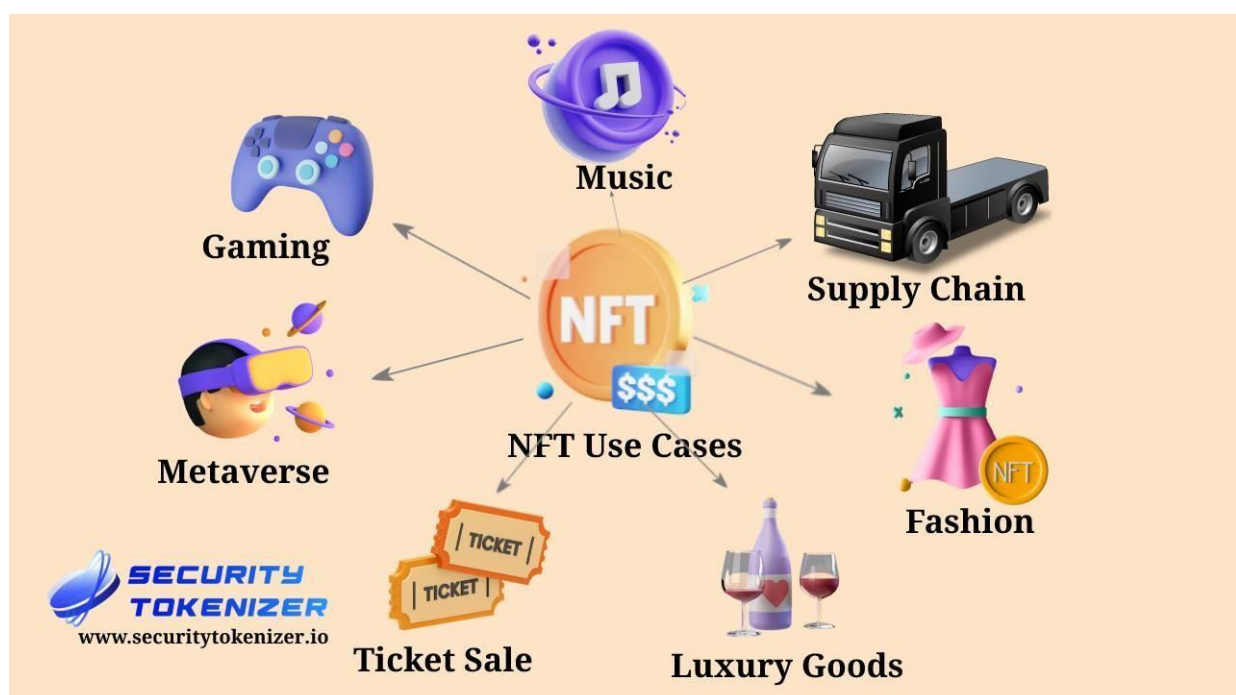 Music
Gaming
Supply Chain
NFT
$$$
NFT Use Cases
Metaverse
NFT
Fashion
TICKET
TICKET
Ticket Sale
Luxury Goods
SECURITY
TOKENIZER
www.securitytokenizer.io